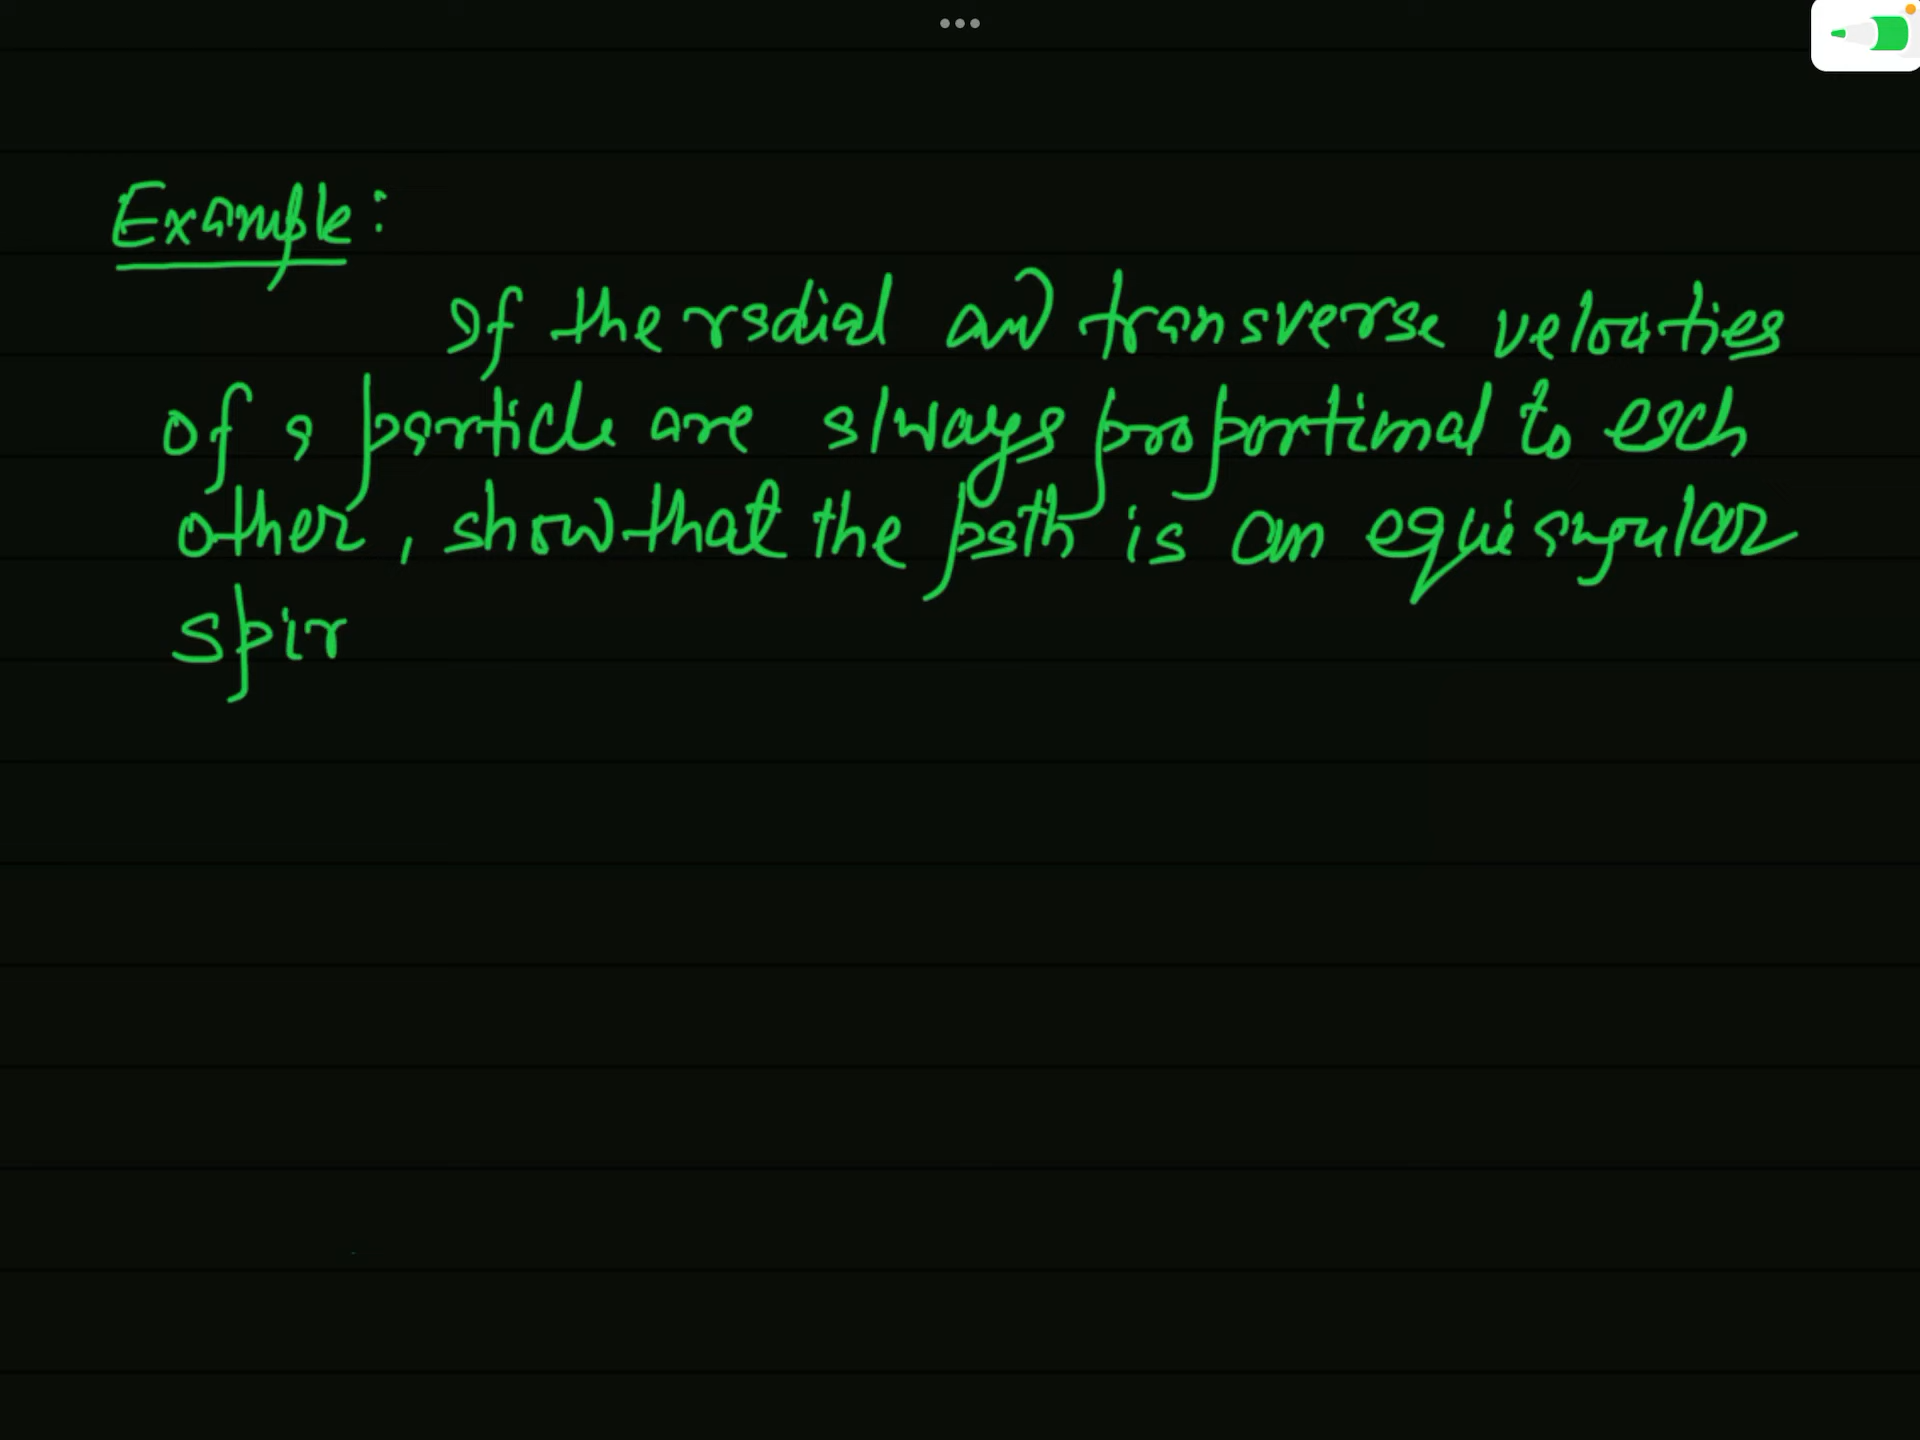 Example:
If the radial and transverse velocities
of a particle are always proportional to each
other, show that the path is an equiangular
spir